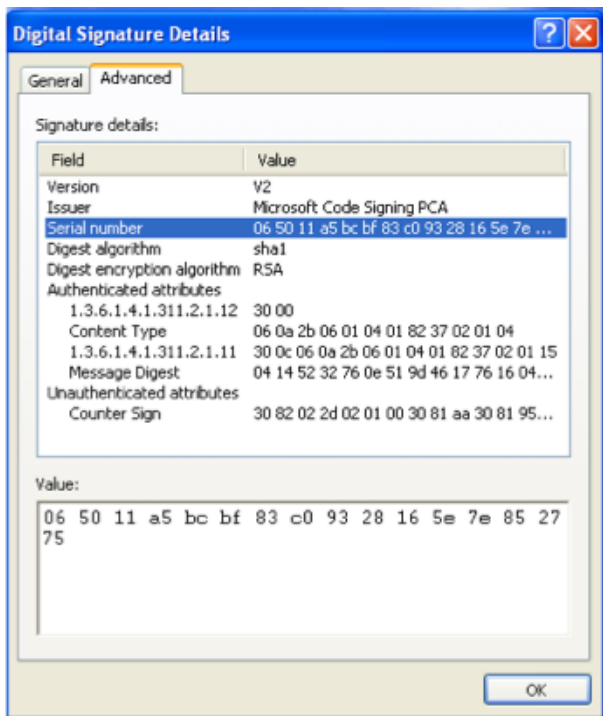 Digital Signature Details
General Advanced
Signature details:
Field Value
Version V2
Issuer Microsoft Code Signing PCA
Serial number 06 50 11 a5 bc bf 83 c0 93 28 16 5e 7e ...
Digest algorithm sha1
Digest encryption algorithm RSA
Authenticated attributes
1.3.6.1.4.1.311.2.1.12 30 00
Content Type 06 0a 2b 06 01 04 01 82 37 02 01 04
1.3.6.1.4.1.311.2.1.11 30 0c 06 0a 2b 06 01 04 01 82 37 02 01 15
Message Digest 04 14 52 32 76 0e 51 9d 46 17 76 16 04...
Unauthenticated attributes
Counter Sign 30 82 02 2d 02 01 00 30 81 aa 30 81 95...
Value:
06 50 11 a5 bc bf 83 c0 93 28 16 5e 7e 85 27
75
OK